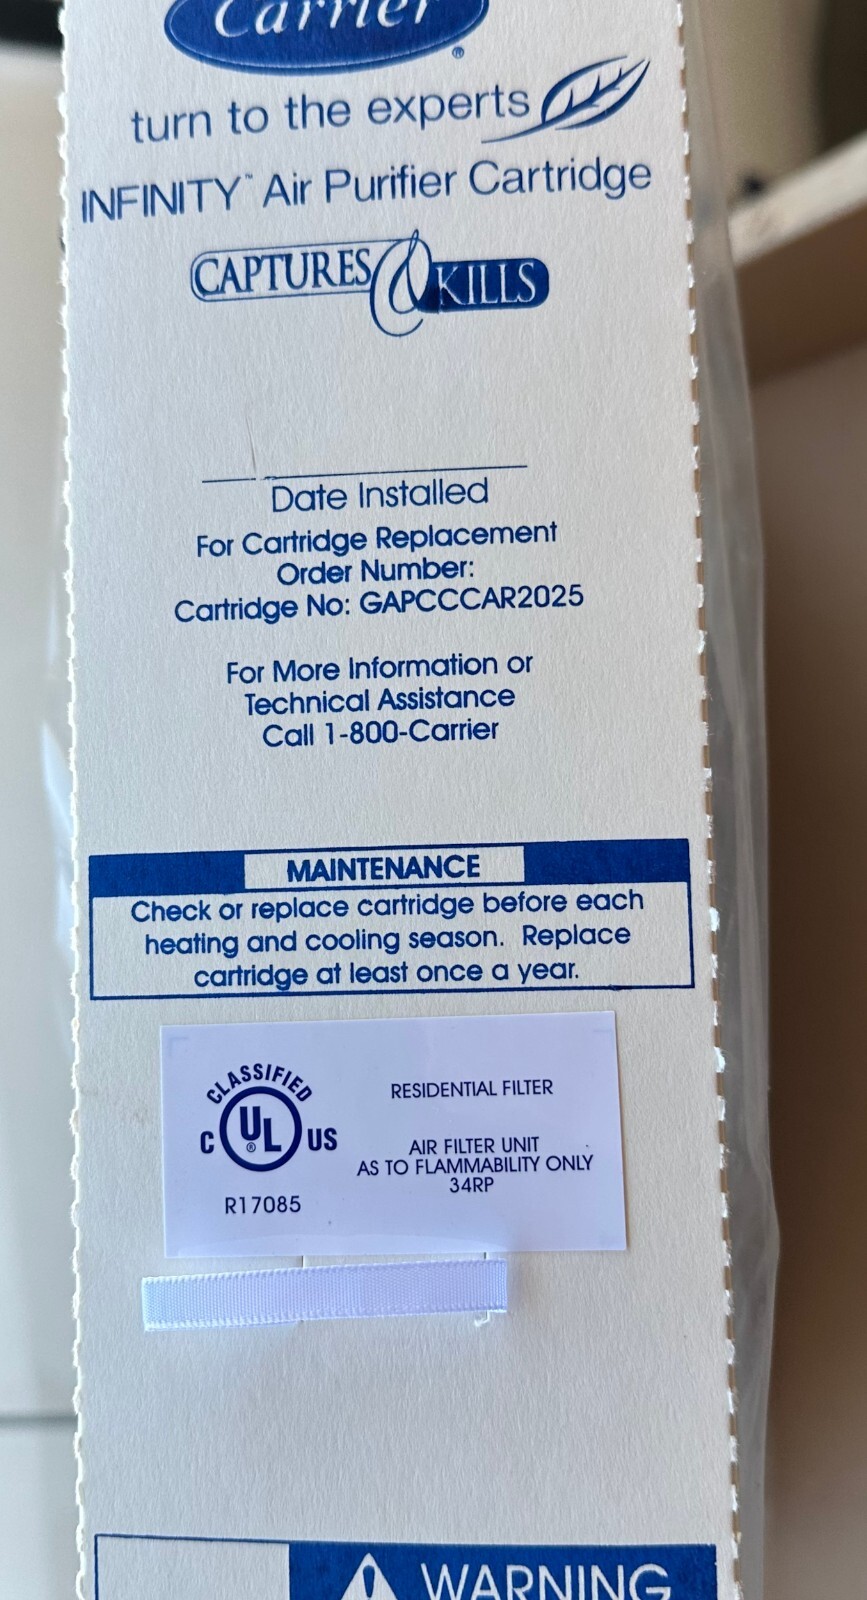 Carrier
®
turn to the experts
INFINITY™ Air Purifier Cartridge
CAPTURES & KILLS
Date Installed
For Cartridge Replacement
Order Number:
Cartridge No: GAPCCCAR2025
For More Information or
Technical Assistance
Call 1-800-Carrier
MAINTENANCE
Check or replace cartridge before each
heating and cooling season. Replace
cartridge at least once a year.
CLASSIFIED
C UL® US
R17085
RESIDENTIAL FILTER
AIR FILTER UNIT
AS TO FLAMMABILITY ONLY
34RP
WARNING